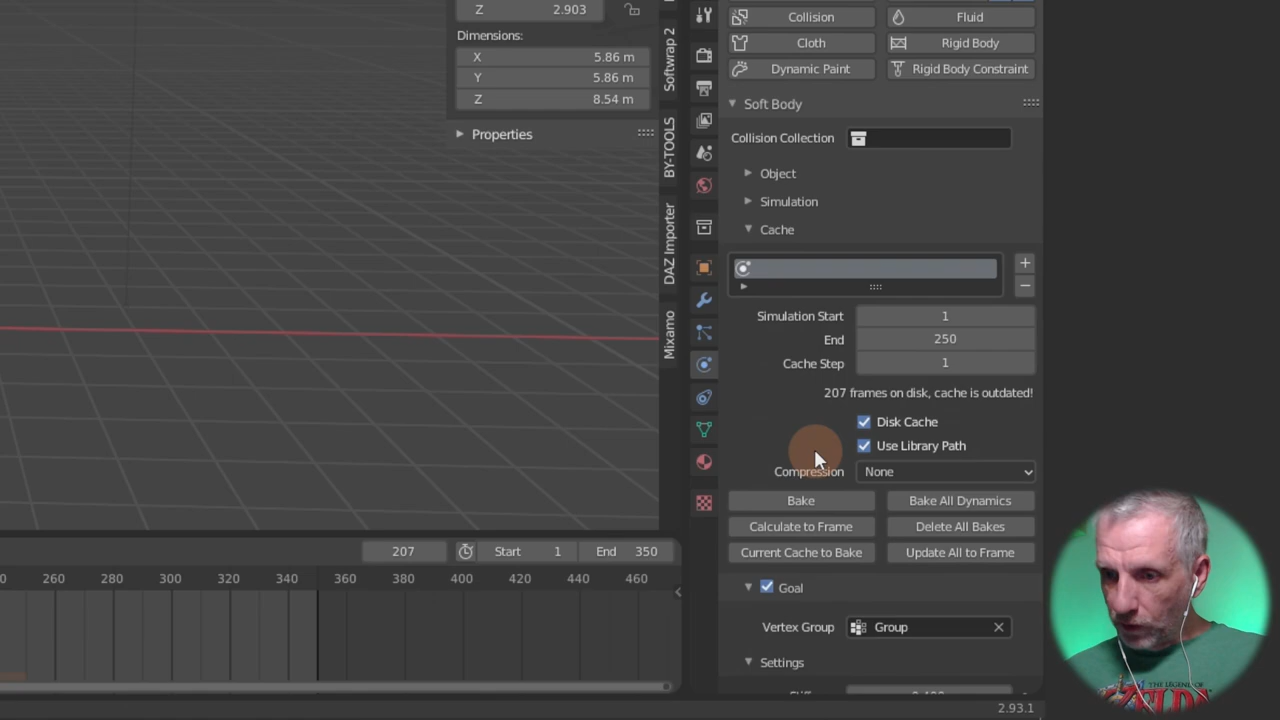 Z 2.903
Dimensions:
X 5.86 m
Y 5.86 m
Z 8.54 m
Properties
Softwrap 2
BY-TOOLS
DAZ Importer
Mixamo
Collision Fluid
Cloth Rigid Body
Dynamic Paint Rigid Body Constraint
Soft Body
Collision Collection
Object
Simulation
Cache
Simulation Start 1
End 250
Cache Step 1
207 frames on disk, cache is outdated!
Disk Cache
Use Library Path
Compression None
Bake Bake All Dynamics
Calculate to Frame Delete All Bakes
Current Cache to Bake Update All to Frame
Goal
Vertex Group Group
Settings
207 Start 1 End 350
260 280 300 320 340 360 380 400 420 440 460
2.93.1
THE LEGEND OF
ZELDA